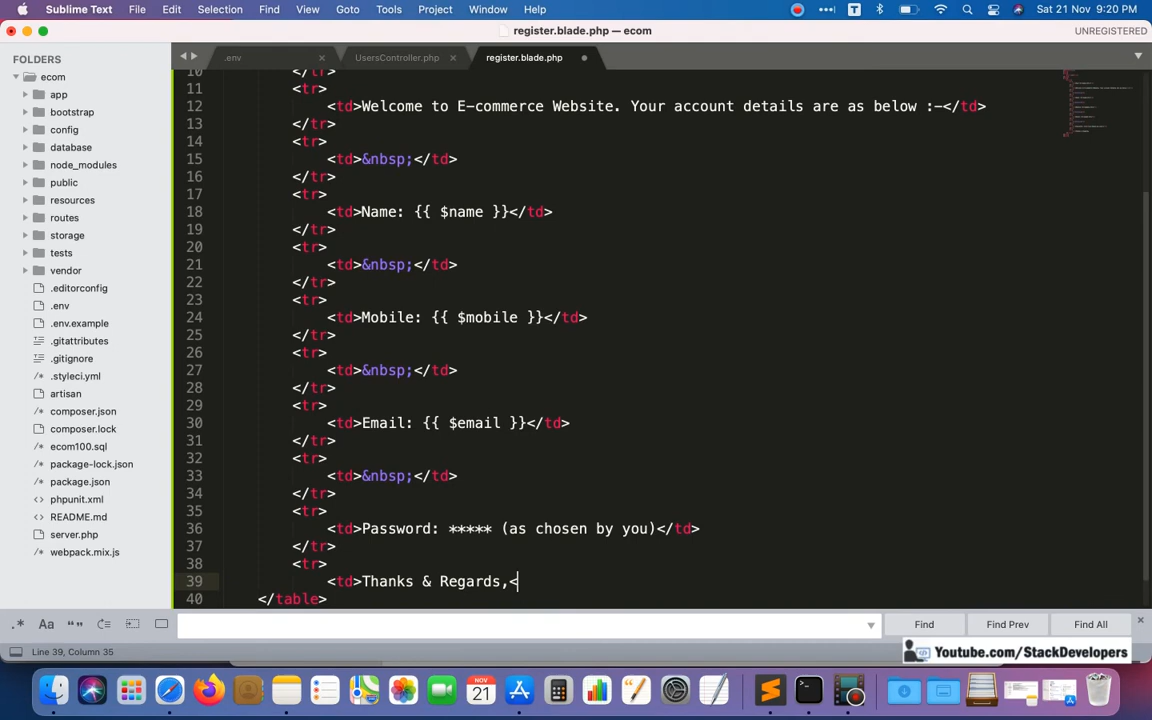 Sublime Text File Edit Selection Find View Goto Tools Project Window Help Sat 21 Nov 9:20 PM
register.blade.php — ecom UNREGISTERED
FOLDERS
ecom
app
bootstrap
config
database
node_modules
public
resources
routes
storage
tests
vendor
.editorconfig
.env
.env.example
.gitattributes
.gitignore
.styleci.yml
artisan
composer.json
composer.lock
ecom100.sql
package-lock.json
package.json
phpunit.xml
README.md
server.php
webpack.mix.js
.env UsersController.php register.blade.php
10 </tr>
11 <tr>
12 <td>Welcome to E-commerce Website. Your account details are as below :-</td>
13 </tr>
14 <tr>
15 <td>&nbsp;</td>
16 </tr>
17 <tr>
18 <td>Name: {{ $name }}</td>
19 </tr>
20 <tr>
21 <td>&nbsp;</td>
22 </tr>
23 <tr>
24 <td>Mobile: {{ $mobile }}</td>
25 </tr>
26 <tr>
27 <td>&nbsp;</td>
28 </tr>
29 <tr>
30 <td>Email: {{ $email }}</td>
31 </tr>
32 <tr>
33 <td>&nbsp;</td>
34 </tr>
35 <tr>
36 <td>Password: ***** (as chosen by you)</td>
37 </tr>
38 <tr>
39 <td>Thanks & Regards,<
40 </table>
.* Aa “” Find Find Prev Find All
Line 39, Column 35
Youtube.com/StackDevelopers
NOV
21